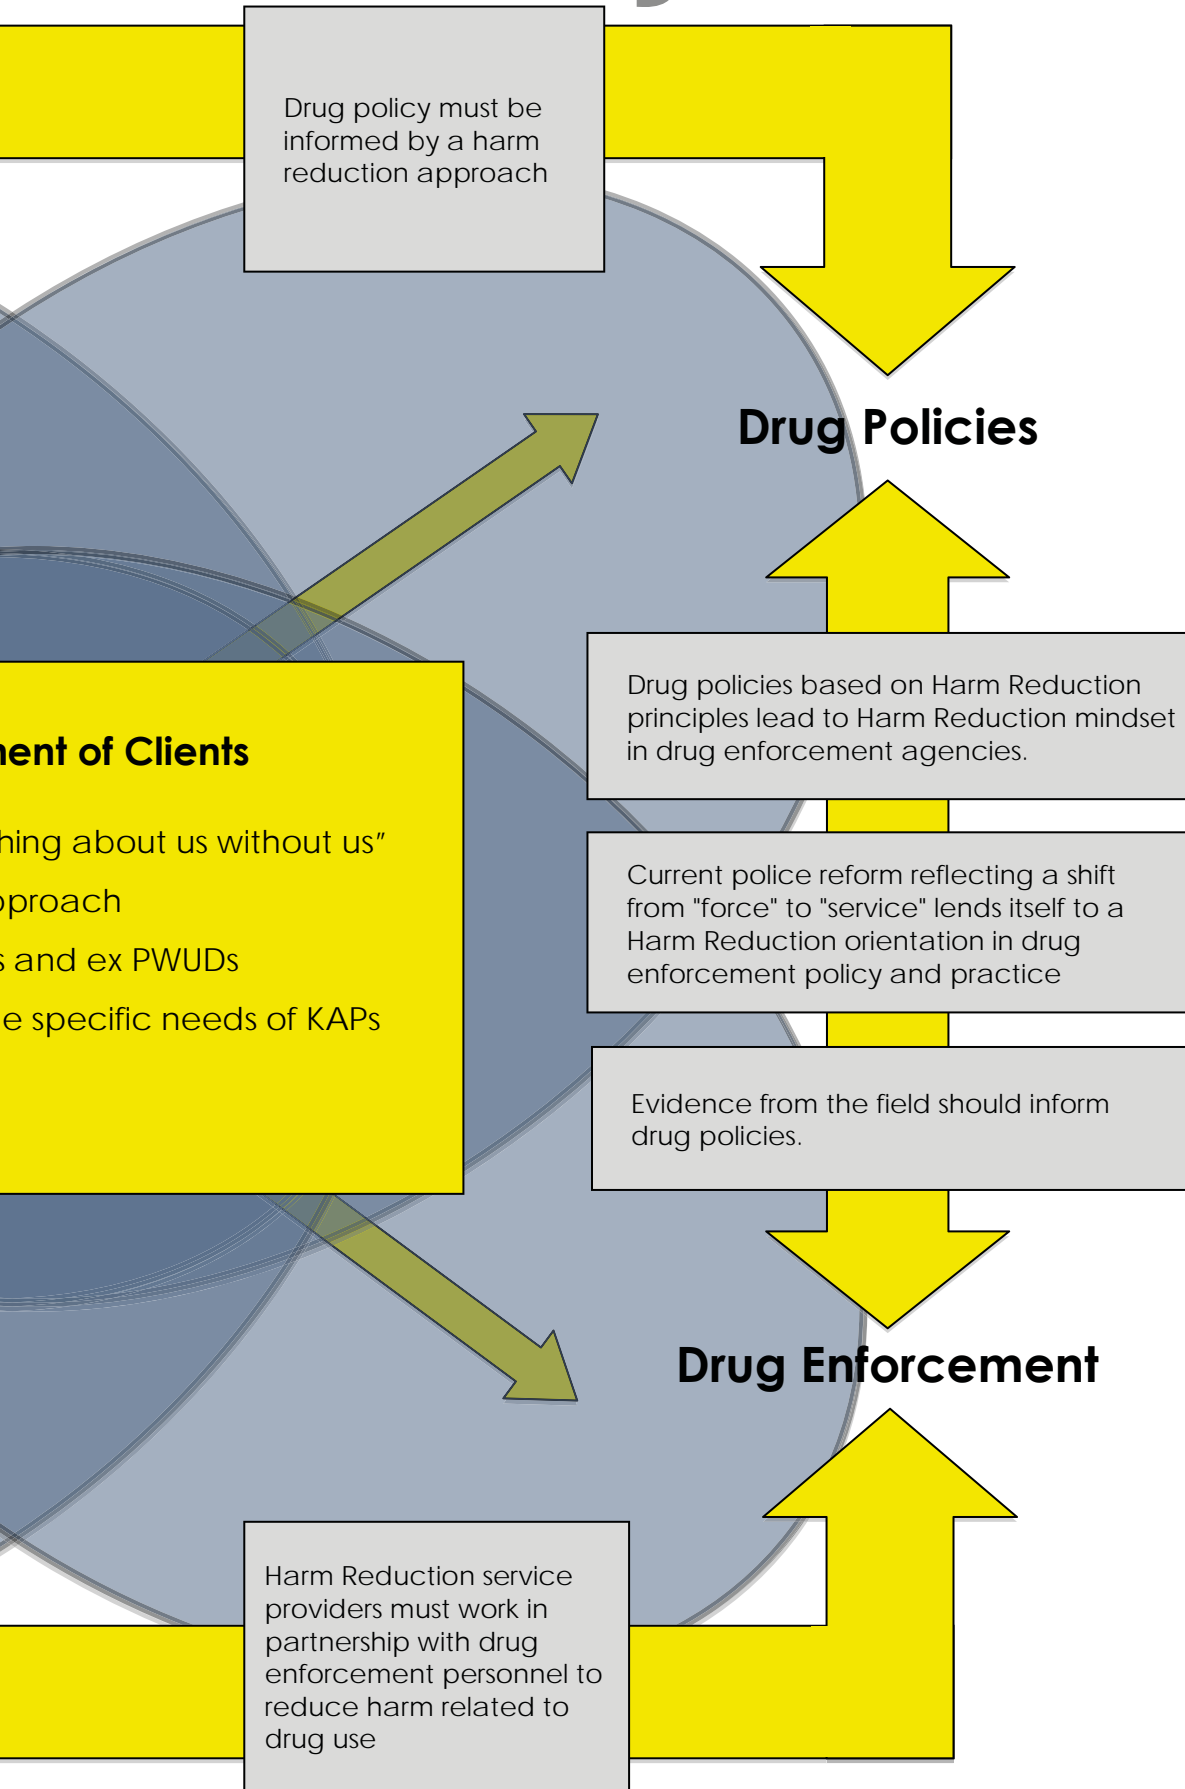 Drug policy must be
informed by a harm
reduction approach
Drug Policies
Drug policies based on Harm Reduction
principles lead to Harm Reduction mindset
in drug enforcement agencies.
of Clients
about us without us”
and ex PWUDs
specific needs of KAPs
Current police reform reflecting a shift
from "force" to "service" lends itself to a
Harm Reduction orientation in drug
enforcement policy and practice
Evidence from the field should inform
drug policies.
Drug Enforcement
Harm Reduction service
providers must work in
partnership with drug
enforcement personnel to
reduce harm related to
drug use